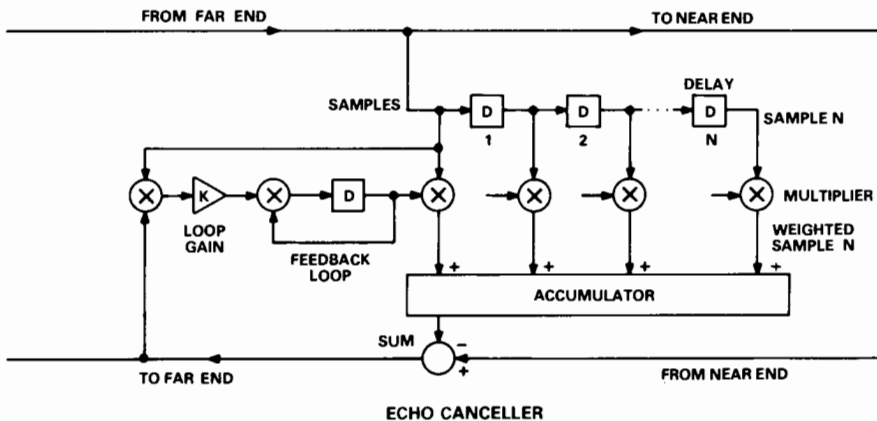 FROM FAR END
TO NEAR END
DELAY
SAMPLES
D
D
D
SAMPLE N
1
2
N
K
D
MULTIPLIER
LOOP
GAIN
FEEDBACK
LOOP
WEIGHTED
SAMPLE N
+
+
+
+
ACCUMULATOR
SUM
−
+
TO FAR END
FROM NEAR END
ECHO CANCELLER